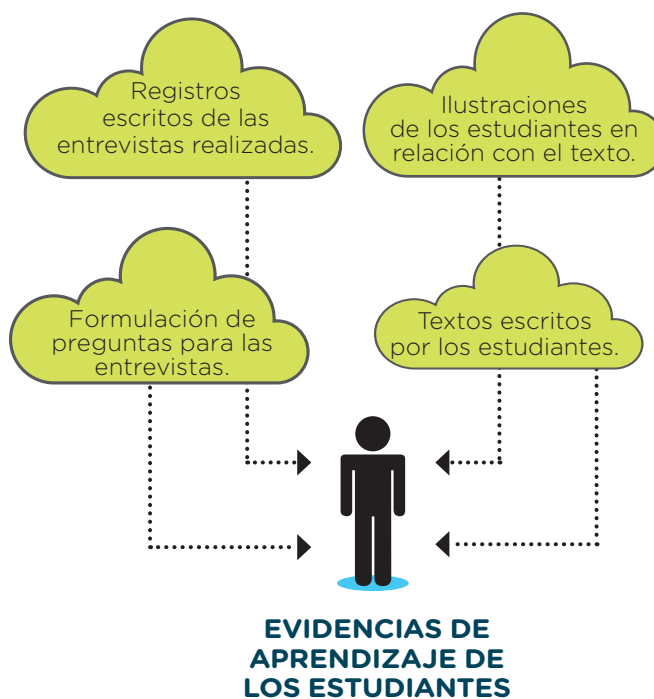 Registros
escritos de las
entrevistas realizadas.
Ilustraciones
de los estudiantes en
relación con el texto.
Formulación de
preguntas para las
entrevistas.
Textos escritos
por los estudiantes.
EVIDENCIAS DE
APRENDIZAJE DE
LOS ESTUDIANTES